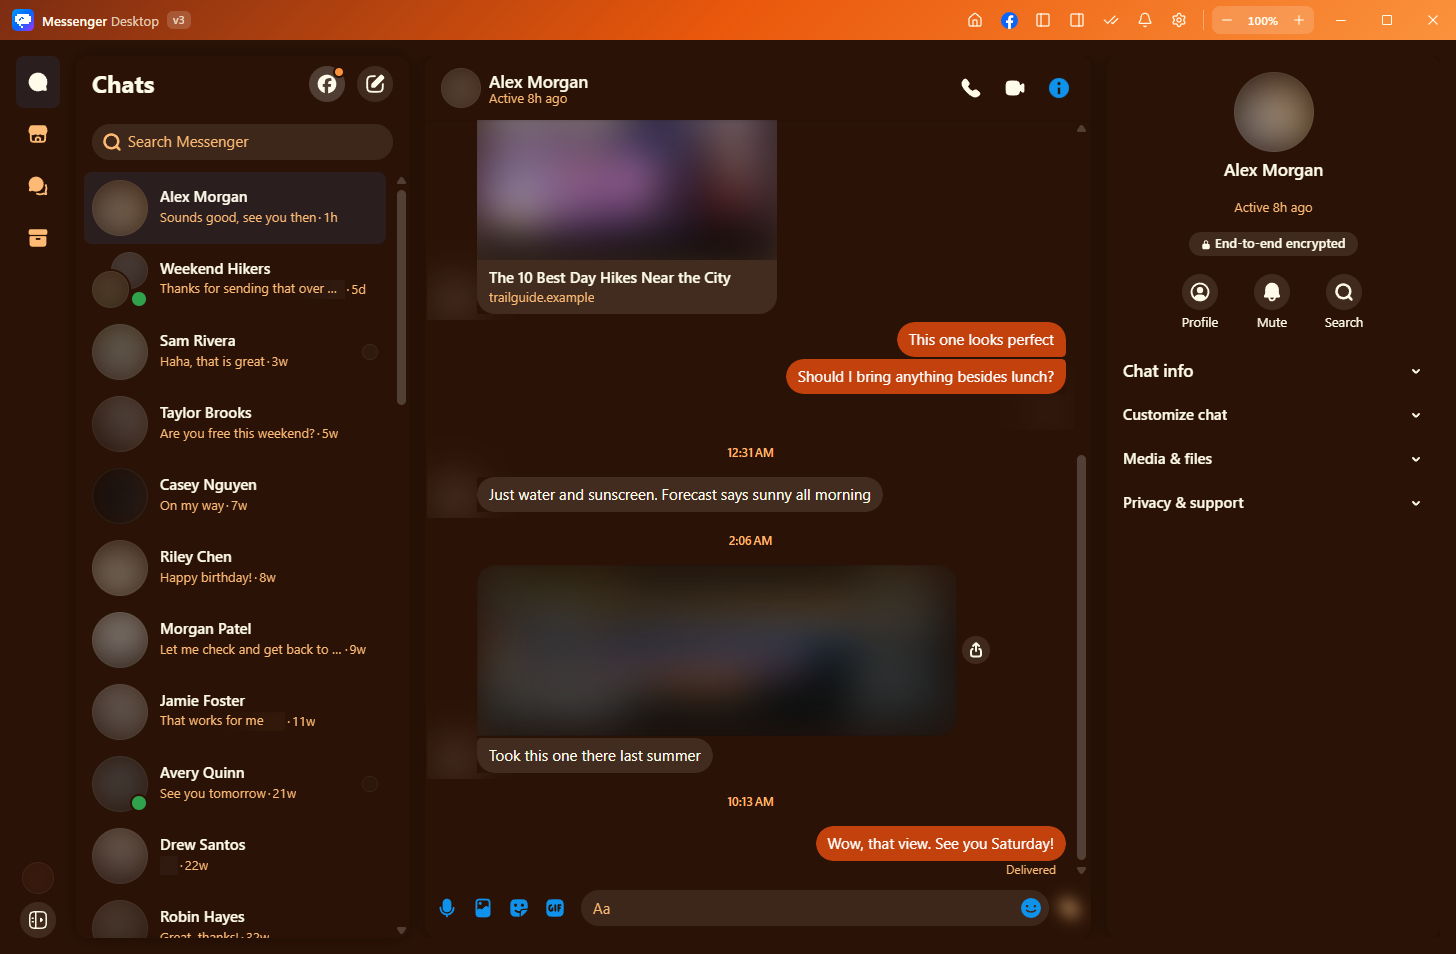 Messenger Desktop v3
100%
Chats
Search Messenger
Alex Morgan
Sounds good, see you then · 1h
Weekend Hikers
Thanks for sending that over ... · 5d
Sam Rivera
Haha, that is great · 3w
Taylor Brooks
Are you free this weekend? · 5w
Casey Nguyen
On my way · 7w
Riley Chen
Happy birthday! · 8w
Morgan Patel
Let me check and get back to ... · 9w
Jamie Foster
That works for me · 11w
Avery Quinn
See you tomorrow · 21w
Drew Santos
· 22w
Robin Hayes
Great, thanks! · 32w
Alex Morgan
Active 8h ago
The 10 Best Day Hikes Near the City
trailguide.example
This one looks perfect
Should I bring anything besides lunch?
12:31 AM
Just water and sunscreen. Forecast says sunny all morning
2:06 AM
Took this one there last summer
10:13 AM
Wow, that view. See you Saturday!
Delivered
GIF
Aa
Alex Morgan
Active 8h ago
End-to-end encrypted
Profile
Mute
Search
Chat info
Customize chat
Media & files
Privacy & support